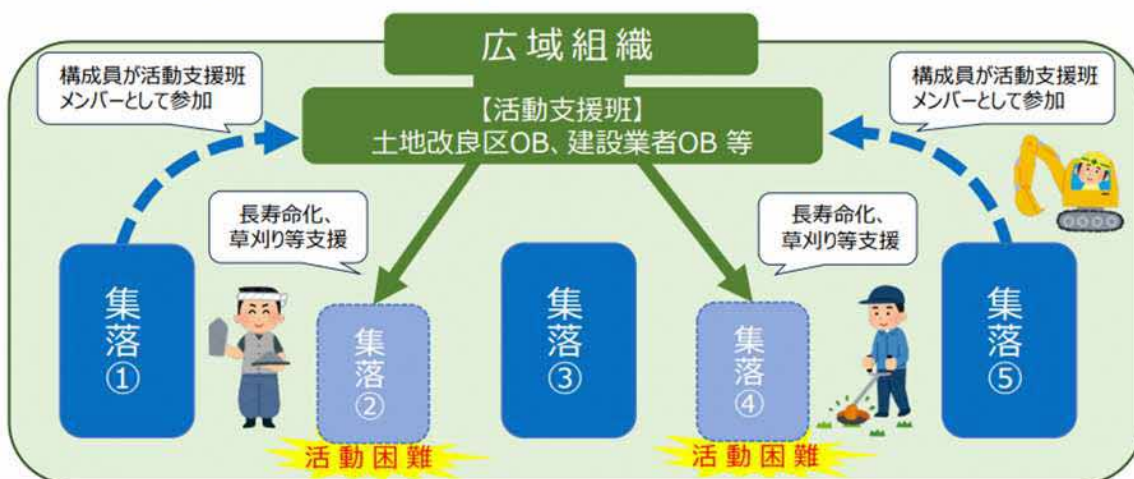 広域組織
【活動支援班】
土地改良区OB、建設業者OB 等
構成員が活動支援班
メンバーとして参加
構成員が活動支援班
メンバーとして参加
長寿命化、
草刈り等支援
長寿命化、
草刈り等支援
集落①
集落②
集落③
集落④
集落⑤
活動困難
活動困難